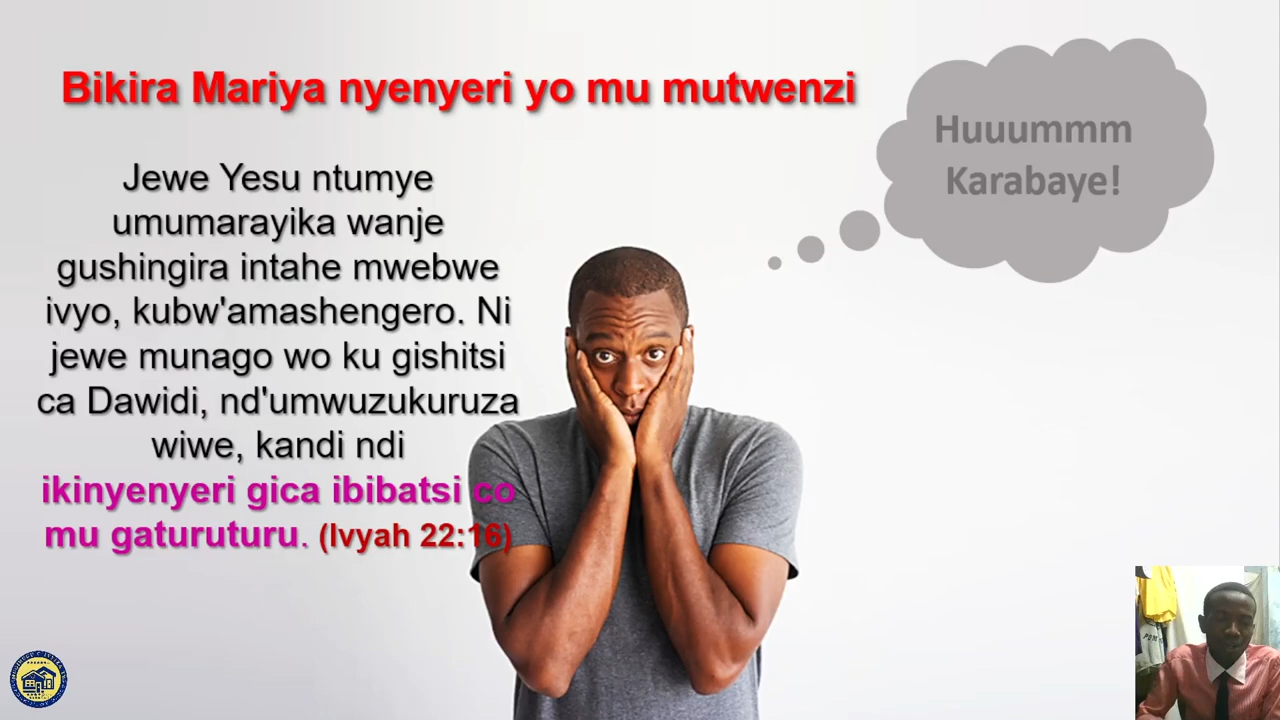 Bikira Mariya nyenyeri yo mu mutwenzi
Huuummm
Karabaye!
Jewe Yesu ntumye
umumarayika wanje
gushingira intahe mwebwe
ivyo, kubw'amashengero. Ni
jewe munago wo ku gishitsi
ca Dawidi, nd'umwuzukuruza
wiwe, kandi ndi
ikinyenyeri gica ibibatsi co
mu gaturuturu. (Ivyah 22:16)